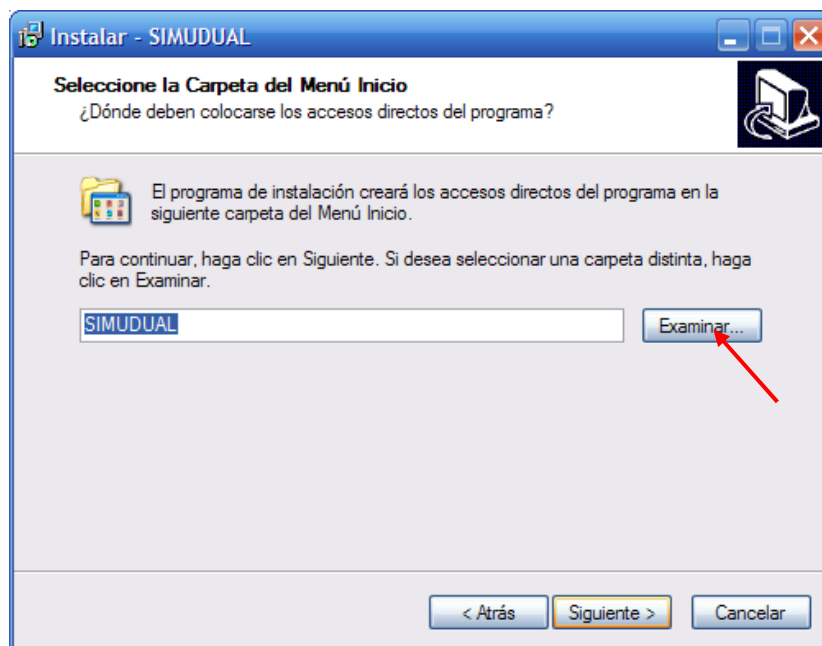 Instalar - SIMUDUAL
Seleccione la Carpeta del Menú Inicio
¿Dónde deben colocarse los accesos directos del programa?
El programa de instalación creará los accesos directos del programa en la
siguiente carpeta del Menú Inicio.
Para continuar, haga clic en Siguiente. Si desea seleccionar una carpeta distinta, haga
clic en Examinar.
SIMUDUAL
Examinar...
< Atrás
Siguiente >
Cancelar